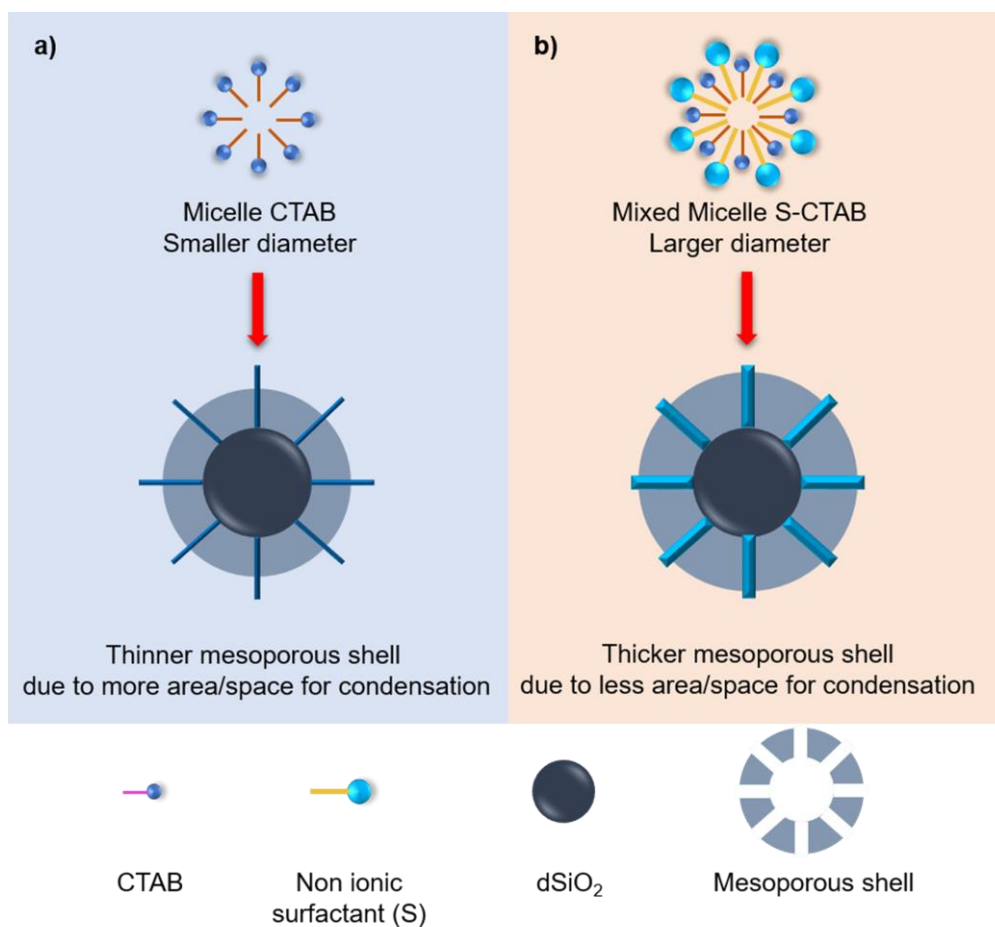 a)
Micelle CTAB
Smaller diameter
Thinner mesoporous shell
due to more area/space for condensation
b)
Mixed Micelle S-CTAB
Larger diameter
Thicker mesoporous shell
due to less area/space for condensation
CTAB
Non ionic
surfactant (S)
dSiO₂
Mesoporous shell